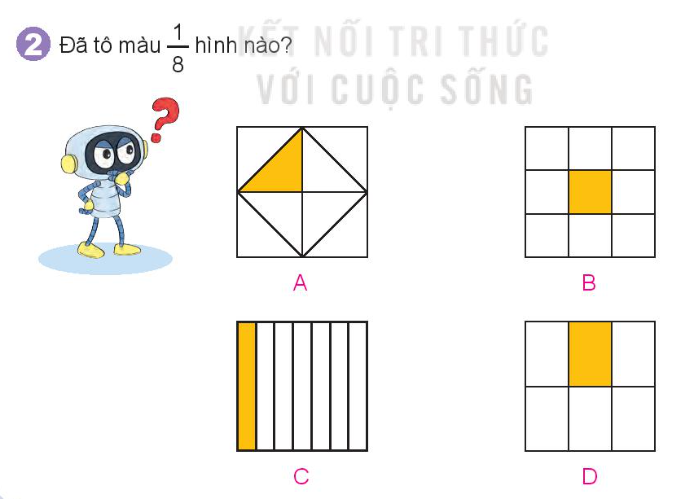 KẾT NỐI TRI THỨC
2 Đã tô màu 1/8 hình nào?
VỚI CUỘC SỐNG
?
A
B
C
D